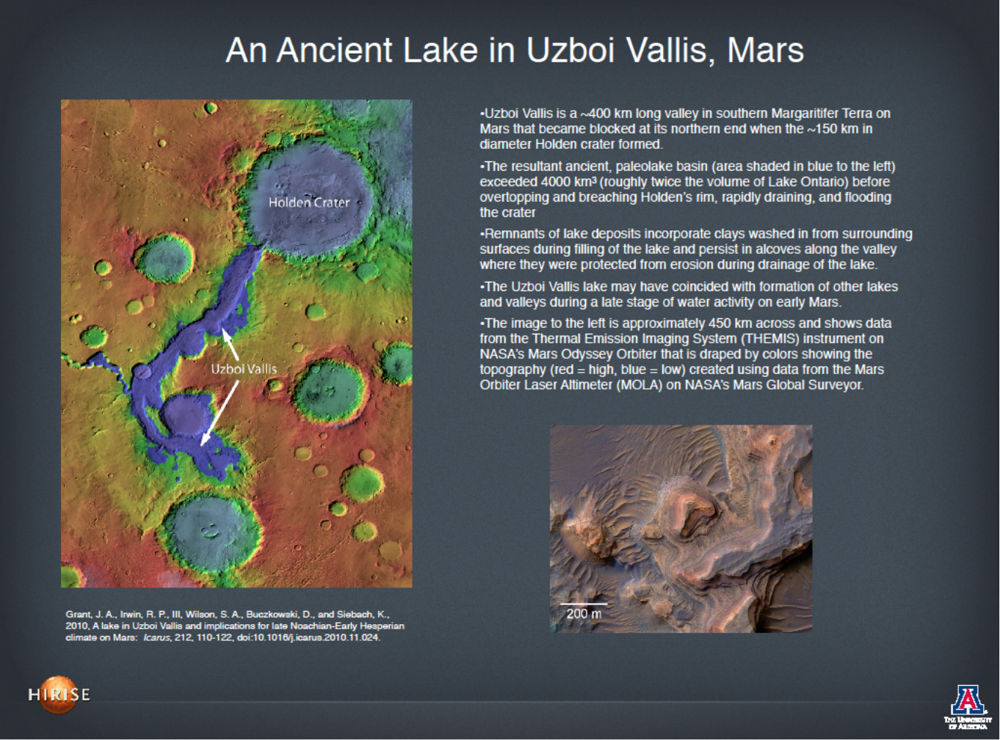 An Ancient Lake in Uzboi Vallis, Mars
Holden Crater
Uzboi Vallis
•Uzboi Vallis is a ~400 km long valley in southern Margaritifer Terra on
Mars that became blocked at its northern end when the ~150 km in
diameter Holden crater formed.
•The resultant ancient, paleolake basin (area shaded in blue to the left)
exceeded 4000 km³ (roughly twice the volume of Lake Ontario) before
overtopping and breaching Holden's rim, rapidly draining, and flooding
the crater
•Remnants of lake deposits incorporate clays washed in from surrounding
surfaces during filling of the lake and persist in alcoves along the valley
where they were protected from erosion during drainage of the lake.
•The Uzboi Vallis lake may have coincided with formation of other lakes
and valleys during a late stage of water activity on early Mars.
•The image to the left is approximately 450 km across and shows data
from the Thermal Emission Imaging System (THEMIS) instrument on
NASA's Mars Odyssey Orbiter that is draped by colors showing the
topography (red = high, blue = low) created using data from the Mars
Orbiter Laser Altimeter (MOLA) on NASA's Mars Global Surveyor.
200 m
Grant, J. A., Irwin, R. P., III, Wilson, S. A., Buczkowski, D., and Siebach, K.,
2010, A lake in Uzboi Vallis and implications for late Noachian-Early Hesperian
climate on Mars: Icarus, 212, 110-122, doi:10.1016/j.icarus.2010.11.024.
HIRISE
A
THE UNIVERSITY
OF ARIZONA